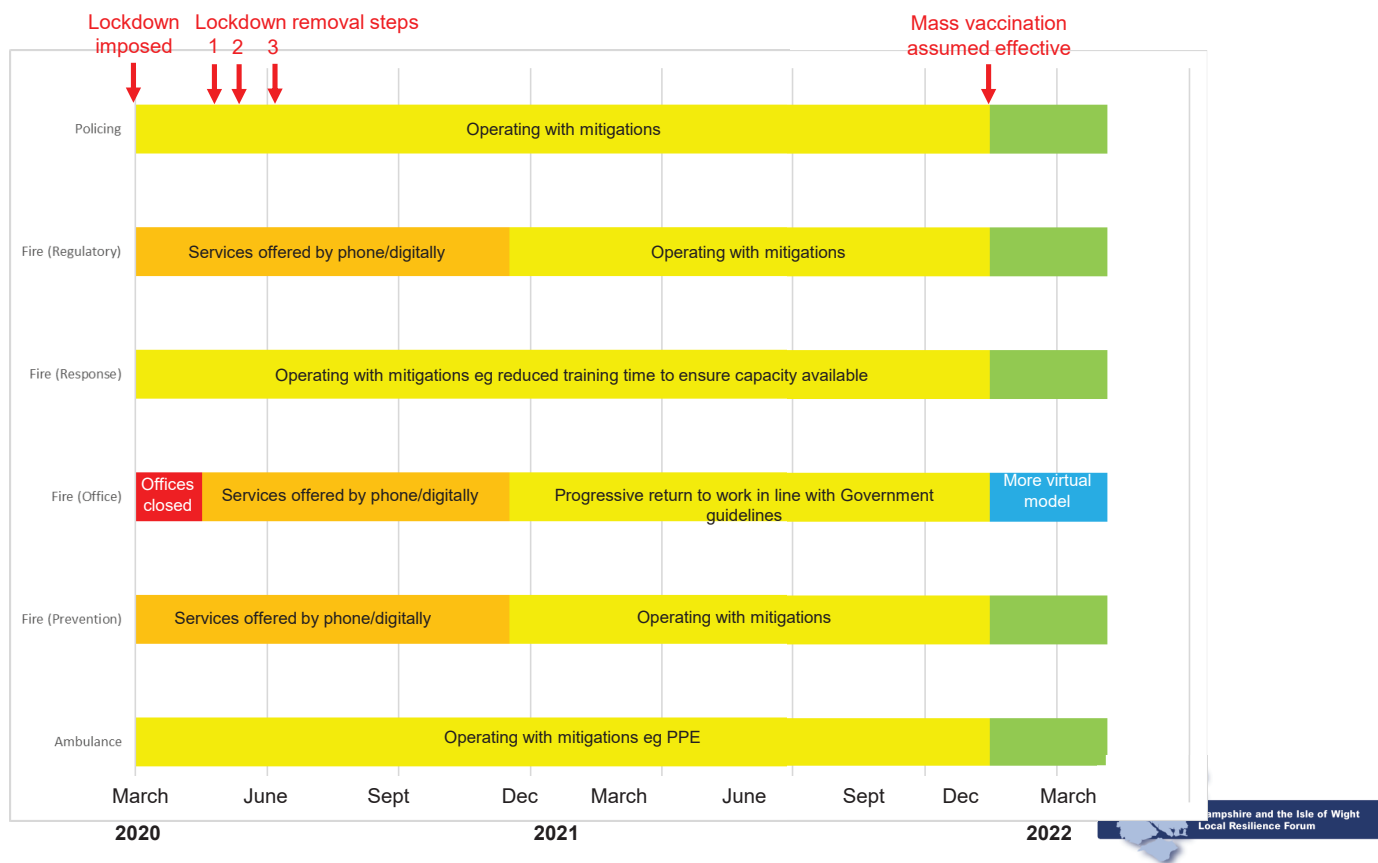 Lockdown
imposed
Lockdown removal steps
1 2 3
Mass vaccination
assumed effective
Policing
Operating with mitigations
Fire (Regulatory)
Services offered by phone/digitally
Operating with mitigations
Fire (Response)
Operating with mitigations eg reduced training time to ensure capacity available
Fire (Office)
Offices
closed
Services offered by phone/digitally
Progressive return to work in line with Government
guidelines
More virtual
model
Fire (Prevention)
Services offered by phone/digitally
Operating with mitigations
Ambulance
Operating with mitigations eg PPE
March June Sept Dec March June Sept Dec March
2020 2021 2022
ampshire and the Isle of Wight
Local Resilience Forum